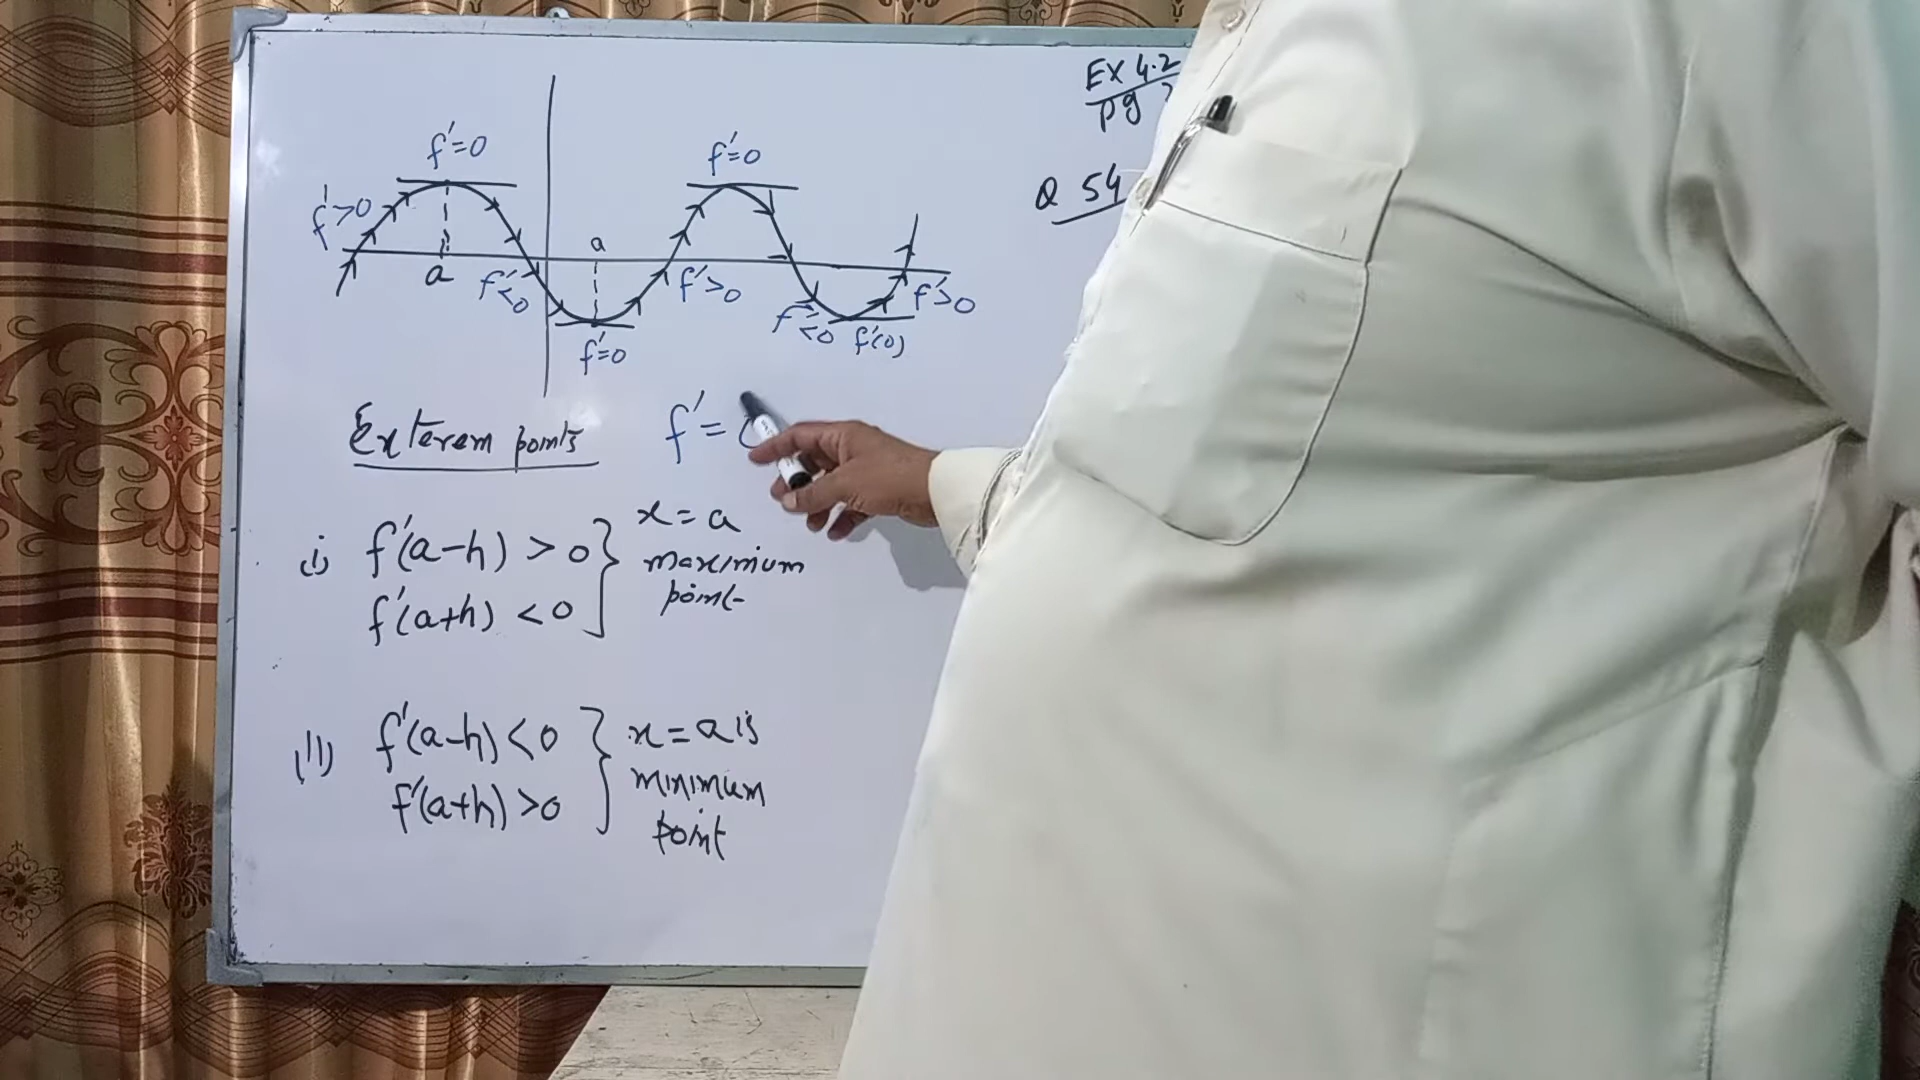 EX 4.2
pg
Q 54
f'=0
f'=0
f'>0
a
a
f'<0
f'>0
f'>0
f'<0
f'(0)
f'=0
Exterem points
f'=
i) f'(a-h) > 0
f'(a+h) < 0
x = a
maximum
point
(ii) f'(a-h) < 0
f'(a+h) > 0
x = a is
minimum
point